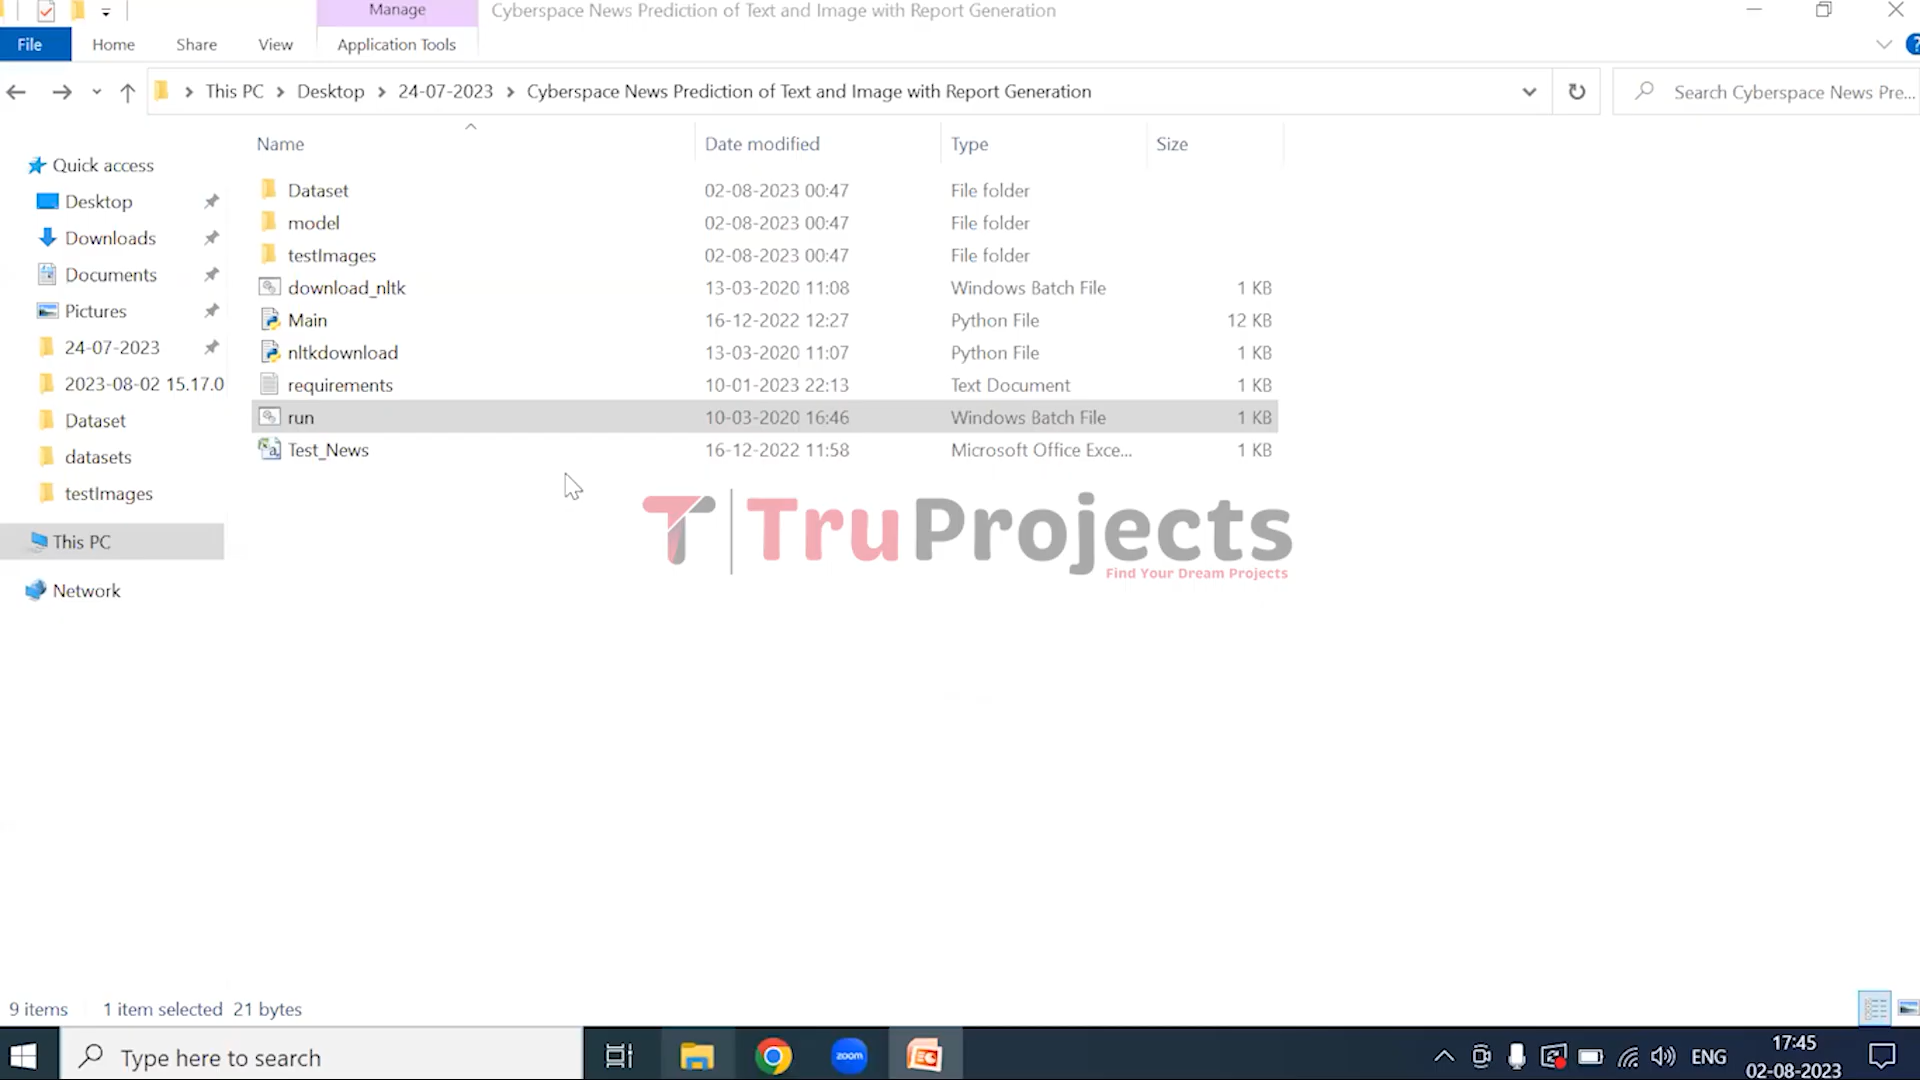 Manage
Cyberspace News Prediction of Text and Image with Report Generation
File
Home
Share
View
Application Tools
This PC
Desktop
24-07-2023
Cyberspace News Prediction of Text and Image with Report Generation
Search Cyberspace News Pre...
Name
Date modified
Type
Size
Quick access
Desktop
Downloads
Documents
Pictures
24-07-2023
2023-08-02 15.17.0
Dataset
datasets
testImages
This PC
Network
Dataset 02-08-2023 00:47 File folder
model 02-08-2023 00:47 File folder
testImages 02-08-2023 00:47 File folder
download_nltk 13-03-2020 11:08 Windows Batch File 1 KB
Main 16-12-2022 12:27 Python File 12 KB
nltkdownload 13-03-2020 11:07 Python File 1 KB
requirements 10-01-2023 22:13 Text Document 1 KB
run 10-03-2020 16:46 Windows Batch File 1 KB
Test_News 16-12-2022 11:58 Microsoft Office Exce... 1 KB
TruProjects
Find Your Dream Projects
9 items 1 item selected 21 bytes
Type here to search
zoom
ENG
17:45
02-08-2023